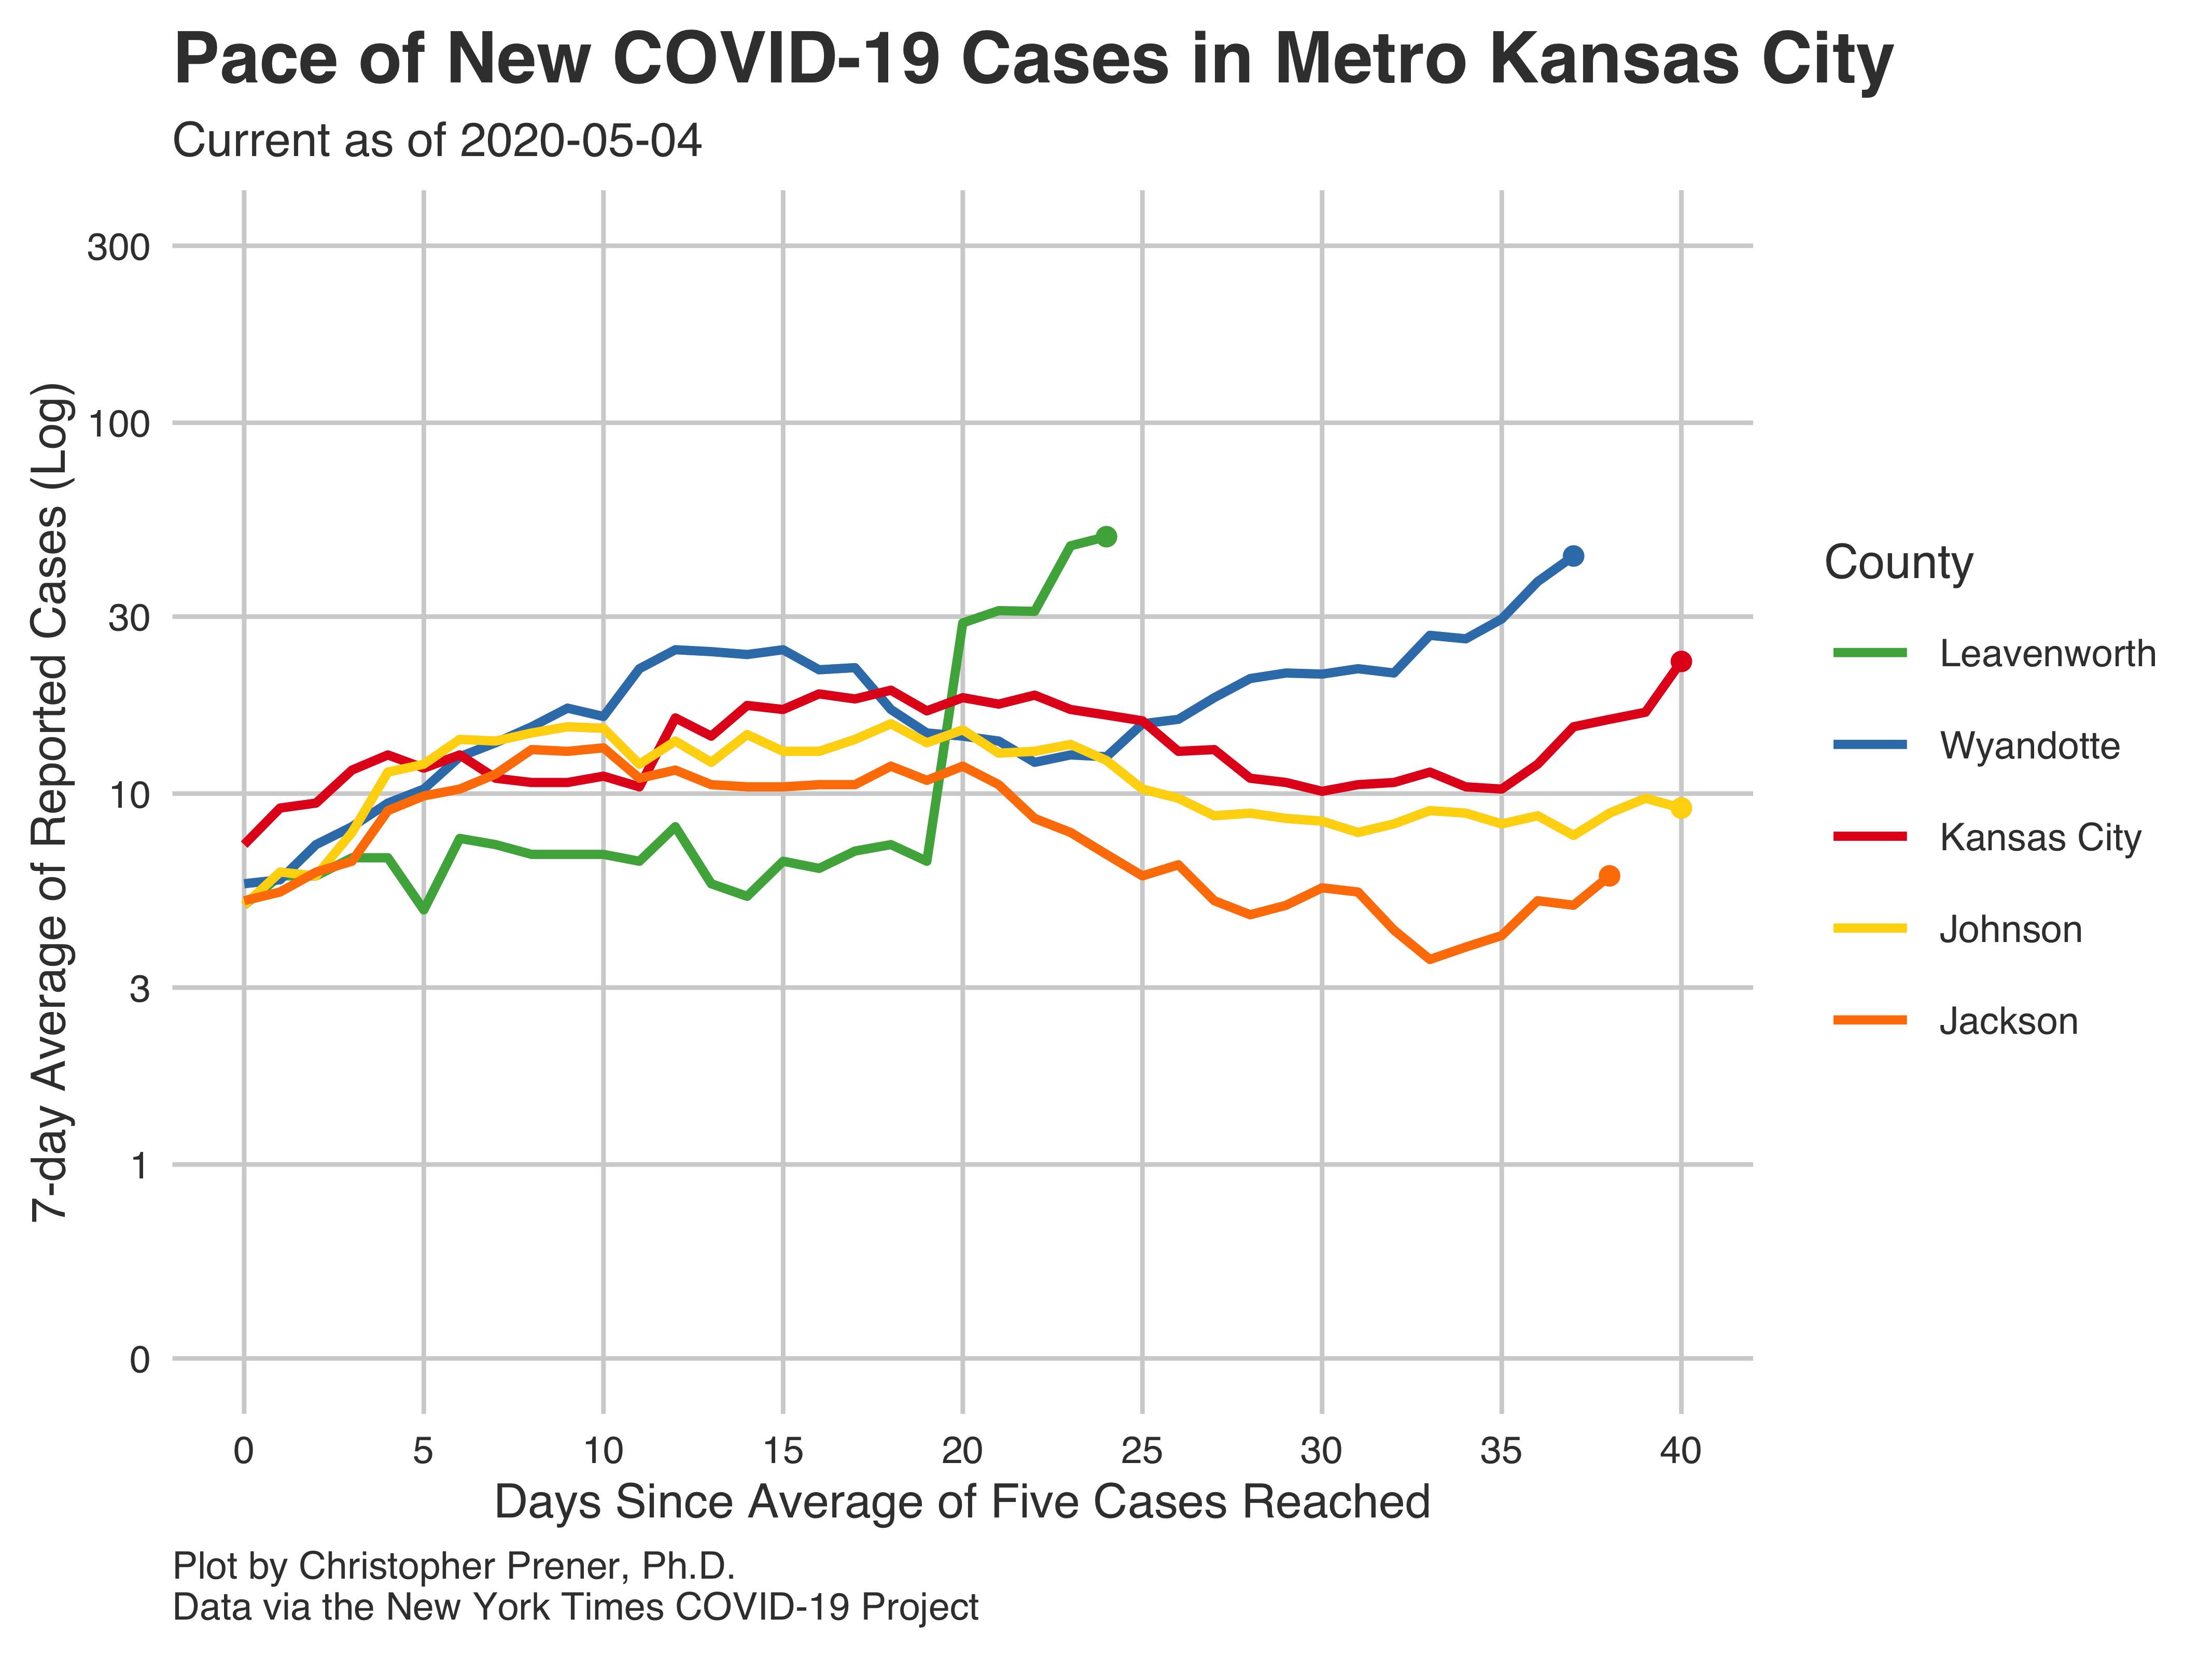 Pace of New COVID-19 Cases in Metro Kansas City
Current as of 2020-05-04
7-day Average of Reported Cases (Log)
300
100
30
10
3
1
0
0 5 10 15 20 25 30 35 40
Days Since Average of Five Cases Reached
County
Leavenworth
Wyandotte
Kansas City
Johnson
Jackson
Plot by Christopher Prener, Ph.D.
Data via the New York Times COVID-19 Project